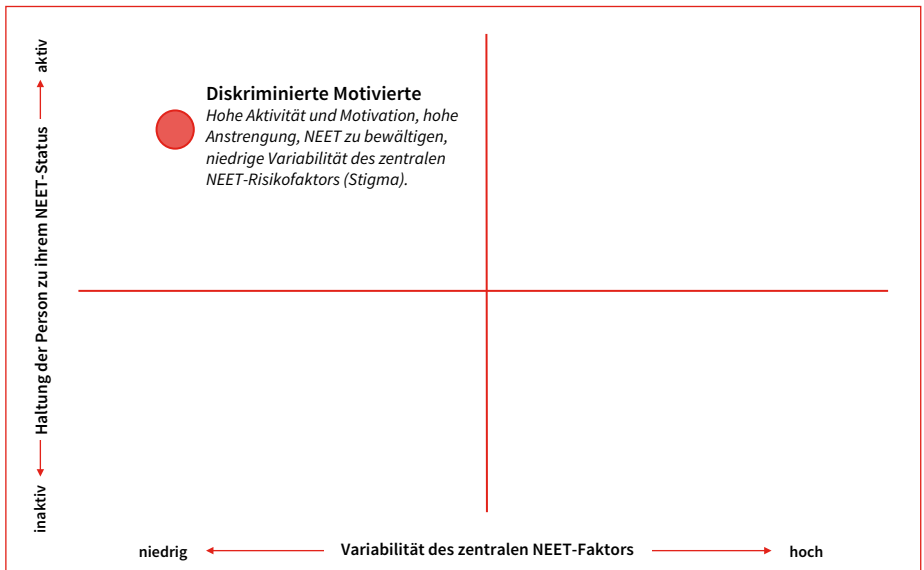 aktiv
Haltung der Person zu ihrem NEET-Status
inaktiv
Diskriminierte Motivierte
Hohe Aktivität und Motivation, hohe
Anstrengung, NEET zu bewältigen,
niedrige Variabilität des zentralen
NEET-Risikofaktors (Stigma).
niedrig
Variabilität des zentralen NEET-Faktors
hoch